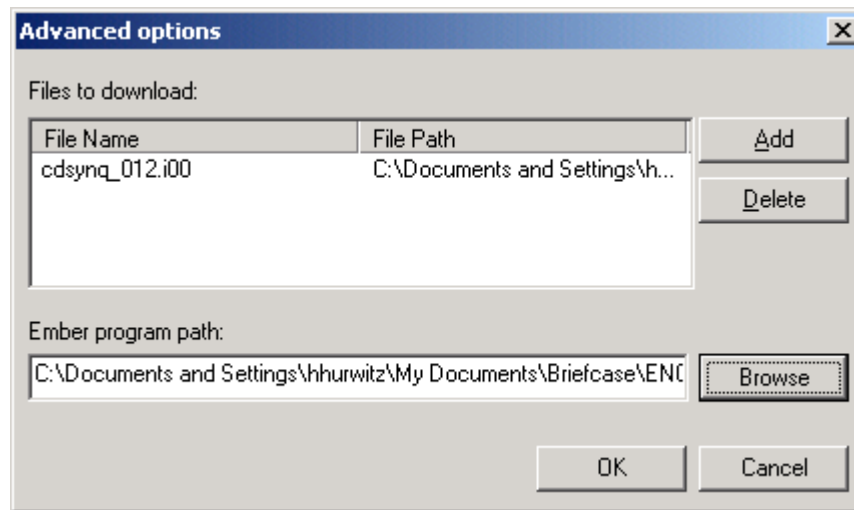 Advanced options
Files to download:
File Name File Path
cdsynq_012.i00 C:\Documents and Settings\h...
Add
Delete
Ember program path:
C:\Documents and Settings\hhurwitz\My Documents\Briefcase\ENC
Browse
OK Cancel